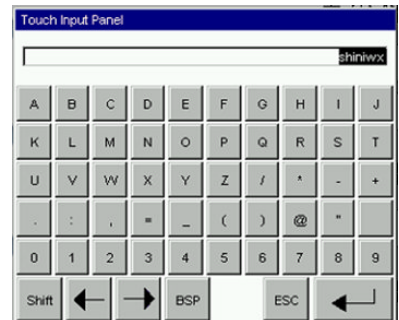 Touch Input Panel
shiniwx
A B C D E F G H I J
K L M N O P Q R S T
U V W X Y Z / * - +
. : , = _ ( ) @ "
0 1 2 3 4 5 6 7 8 9
Shift BSP ESC